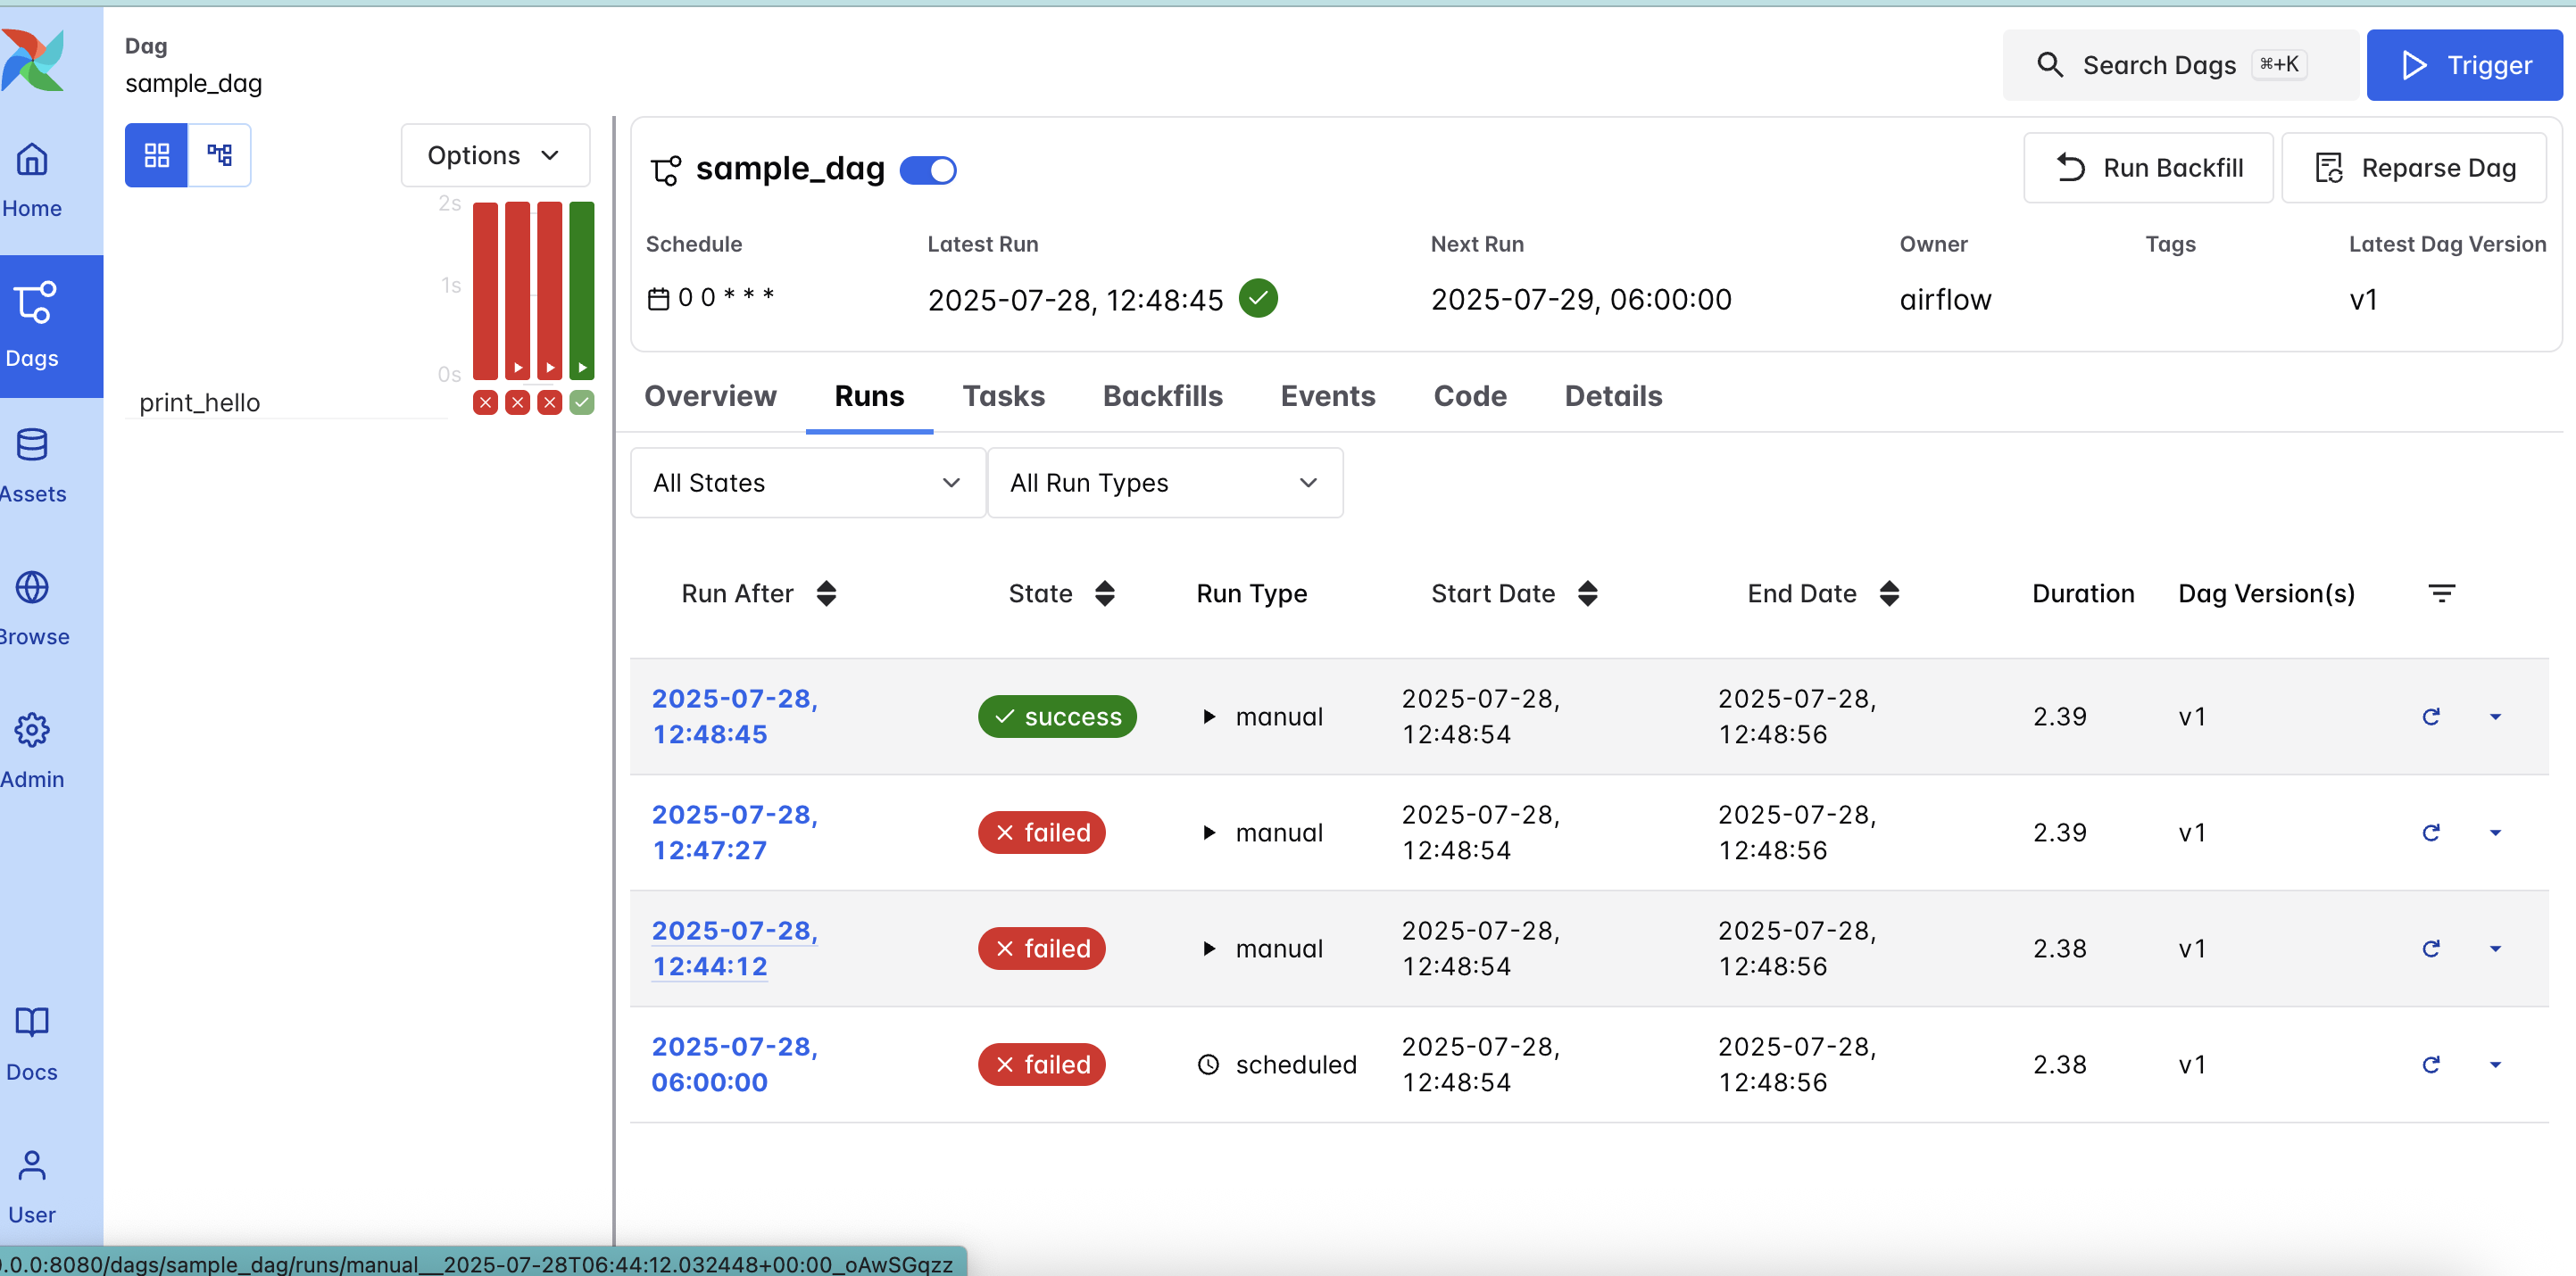 Dag
sample_dag
Search Dags ⌘+K
Trigger
Home
Dags
Assets
Browse
Admin
Docs
User
Options
2s
1s
0s
print_hello
sample_dag
Run Backfill
Reparse Dag
Schedule Latest Run Next Run Owner Tags Latest Dag Version
0 0 * * * 2025-07-28, 12:48:45 2025-07-29, 06:00:00 airflow v1
Overview Runs Tasks Backfills Events Code Details
All States All Run Types
Run After State Run Type Start Date End Date Duration Dag Version(s)
2025-07-28, 12:48:45 success manual 2025-07-28, 12:48:54 2025-07-28, 12:48:56 2.39 v1
2025-07-28, 12:47:27 failed manual 2025-07-28, 12:48:54 2025-07-28, 12:48:56 2.39 v1
2025-07-28, 12:44:12 failed manual 2025-07-28, 12:48:54 2025-07-28, 12:48:56 2.38 v1
2025-07-28, 06:00:00 failed scheduled 2025-07-28, 12:48:54 2025-07-28, 12:48:56 2.38 v1
.0.0:8080/dags/sample_dag/runs/manual__2025-07-28T06:44:12.032448+00:00_oAwSGqzz